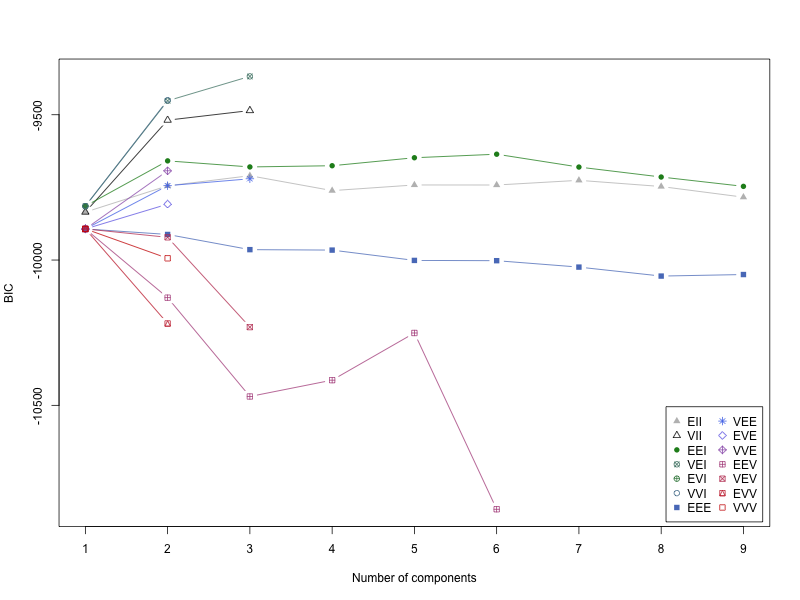 -9500
-10000
-10500
BIC
1 2 3 4 5 6 7 8 9
Number of components
EII VEE
VII EVE
EEI VVE
VEI EEV
EVI VEV
VVI EVV
EEE VVV